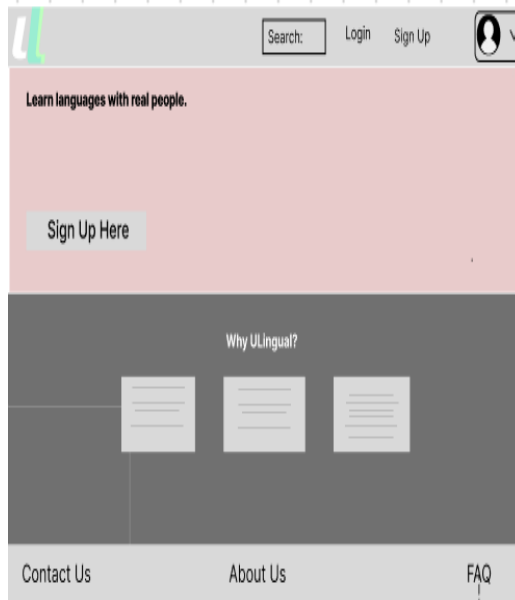 UL
Search:
Login
Sign Up
Learn languages with real people.
Sign Up Here
Why ULingual?
Contact Us
About Us
FAQ